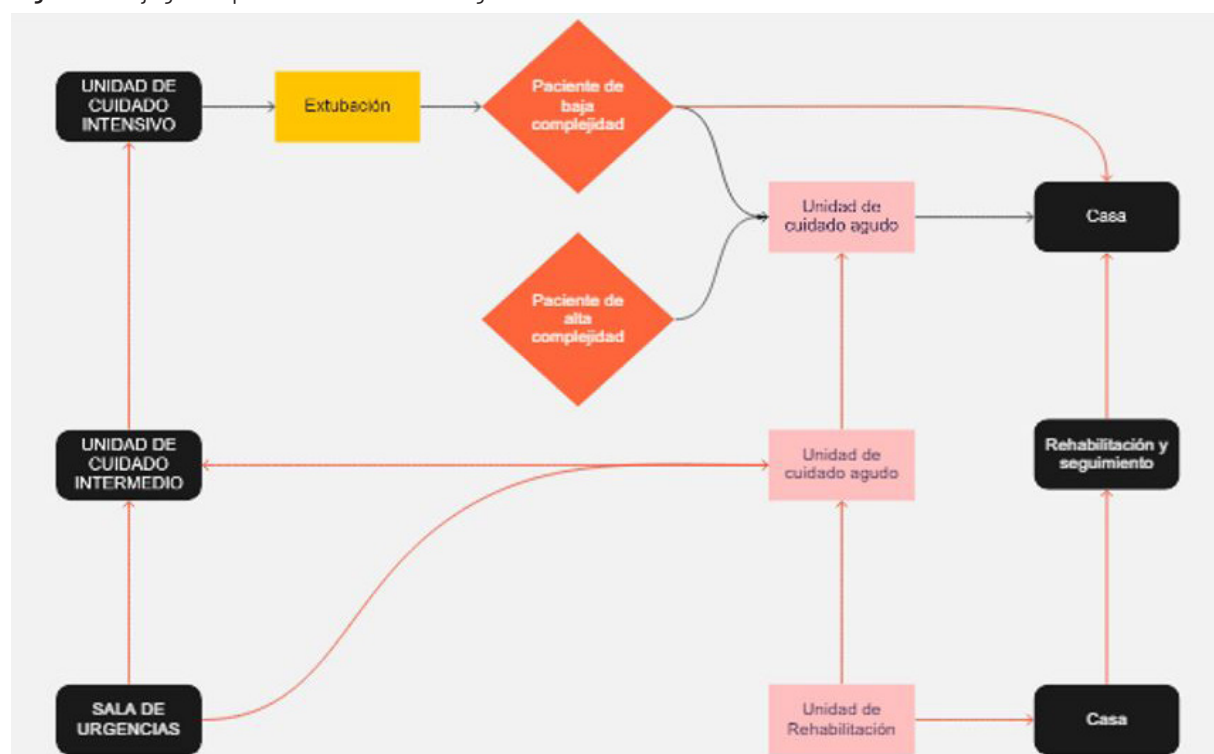 UNIDAD DE
CUIDADO
INTENSIVO
Extubación
Paciente de
baja
complejidad
Unidad de
cuidado agudo
Casa
Paciente de
alta
complejidad
UNIDAD DE
CUIDADO
INTERMEDIO
Unidad de
cuidado agudo
Rehabilitación y
seguimiento
SALA DE
URGENCIAS
Unidad de
Rehabilitación
Casa